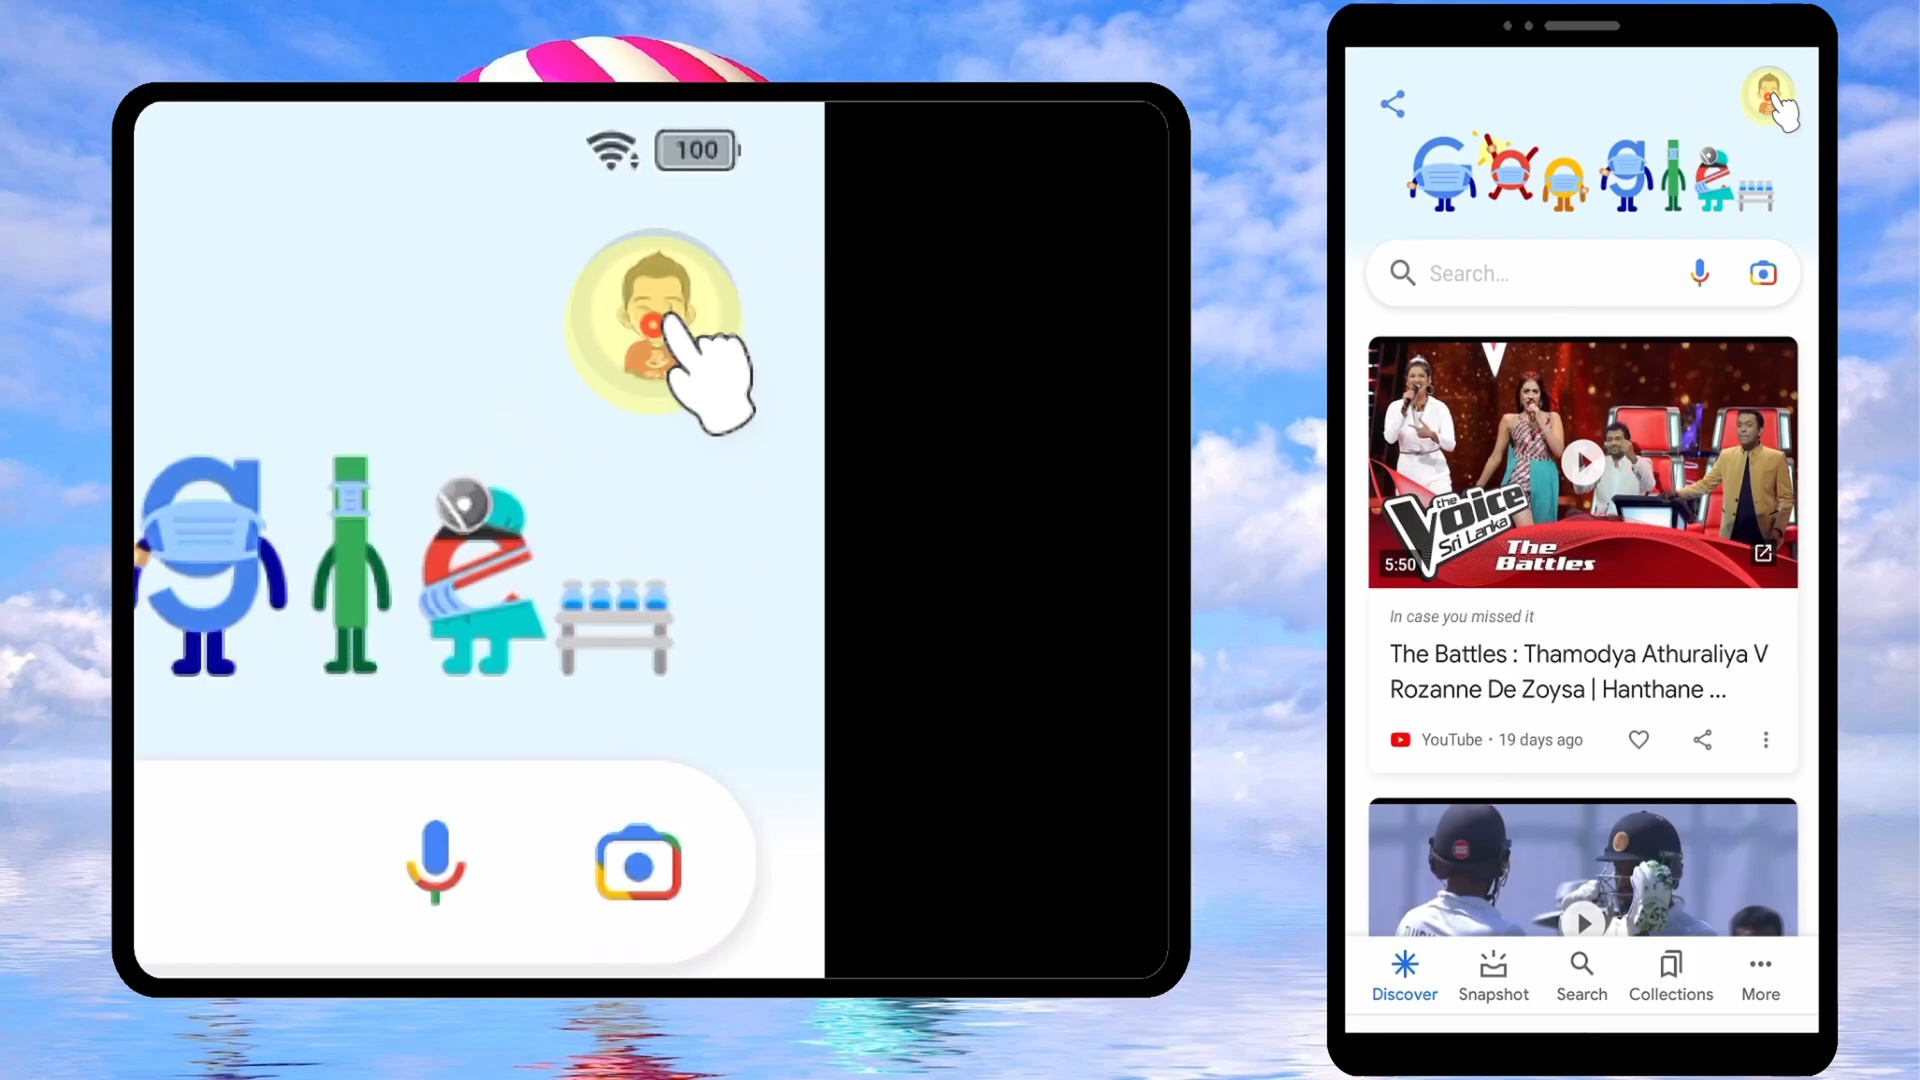 100
Google
Search...
the
Voice
Sri Lanka
The
Battles
5:50
In case you missed it
The Battles : Thamodya Athuraliya V
Rozanne De Zoysa | Hanthane ...
YouTube • 19 days ago
Discover
Snapshot
Search
Collections
More